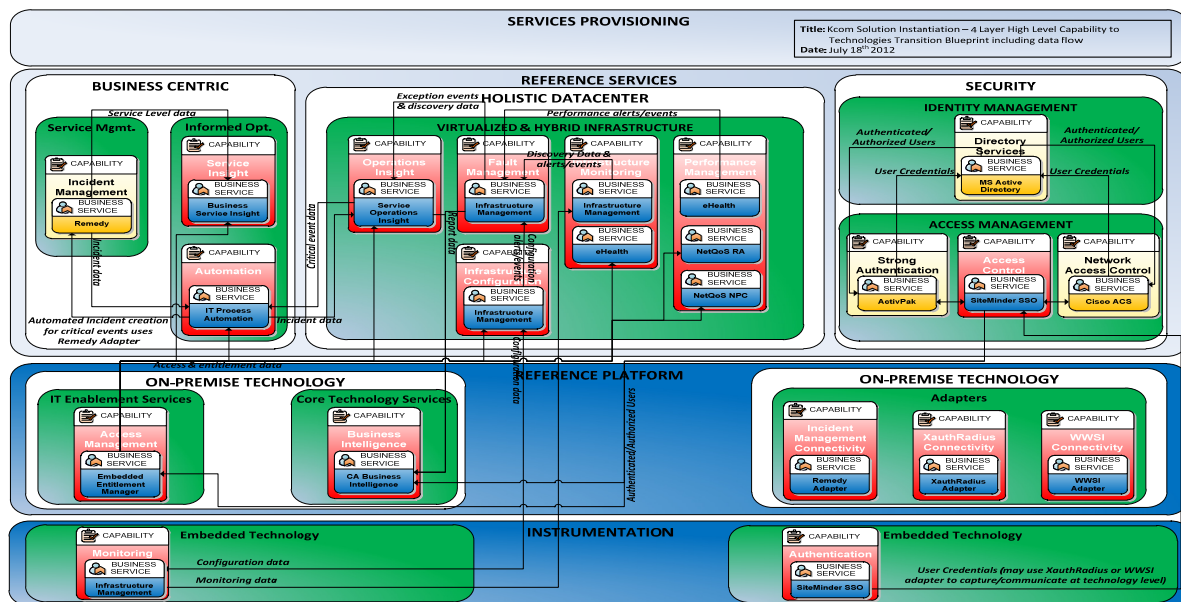 SERVICES PROVISIONING
Title: Kcom Solution Instantiation – 4 Layer High Level Capability to
Technologies Transition Blueprint including data flow
Date: July 18th 2012
REFERENCE SERVICES
BUSINESS CENTRIC
Service Level data
Service Mgmt.
CAPABILITY
Incident
Management
BUSINESS
SERVICE
Remedy
Incident data
Informed Opt.
CAPABILITY
Service
Insight
BUSINESS
SERVICE
Business
Service Insight
CAPABILITY
Automation
BUSINESS
SERVICE
IT Process
Automation
Automated Incident creation
for critical events uses
Remedy Adapter
Incident data
Critical event data
Access & entitlement data
HOLISTIC DATACENTER
Exception events
& discovery data
Performance alerts/events
VIRTUALIZED & HYBRID INFRASTRUCTURE
CAPABILITY
Operations
Insight
BUSINESS
SERVICE
Service
Operations
Insight
Report data
CAPABILITY
Fault
Management
BUSINESS
SERVICE
Infrastructure
Management
Discovery Data &
alerts/events
CAPABILITY
Infrastructure
Configuration
BUSINESS
SERVICE
Infrastructure
Management
Configuration
alerts/events
Configuration data
CAPABILITY
Monitoring
BUSINESS
SERVICE
Infrastructure
Management
BUSINESS
SERVICE
eHealth
CAPABILITY
Performance
Management
BUSINESS
SERVICE
eHealth
BUSINESS
SERVICE
NetQoS RA
BUSINESS
SERVICE
NetQoS NPC
SECURITY
IDENTITY MANAGEMENT
Authenticated/
Authorized Users
CAPABILITY
Directory
Services
BUSINESS
SERVICE
MS Active
Directory
Authenticated/
Authorized Users
User Credentials
User Credentials
ACCESS MANAGEMENT
CAPABILITY
Strong
Authentication
BUSINESS
SERVICE
ActivPak
CAPABILITY
Access
Control
BUSINESS
SERVICE
SiteMinder SSO
CAPABILITY
Network
Access Control
BUSINESS
SERVICE
Cisco ACS
REFERENCE PLATFORM
ON-PREMISE TECHNOLOGY
IT Enablement Services
CAPABILITY
Access
Management
BUSINESS
SERVICE
Embedded
Entitlement
Manager
Core Technology Services
CAPABILITY
Business
Intelligence
BUSINESS
SERVICE
CA Business
Intelligence
Authenticated/Authorized Users
ON-PREMISE TECHNOLOGY
Adapters
CAPABILITY
Incident
Management
Connectivity
BUSINESS
SERVICE
Remedy
Adapter
CAPABILITY
XauthRadius
Connectivity
BUSINESS
SERVICE
XauthRadius
Adapter
CAPABILITY
WWSI
Connectivity
BUSINESS
SERVICE
WWSI
Adapter
INSTRUMENTATION
Embedded Technology
CAPABILITY
Monitoring
BUSINESS
SERVICE
Infrastructure
Management
Configuration data
Monitoring data
Embedded Technology
CAPABILITY
Authentication
BUSINESS
SERVICE
SiteMinder SSO
User Credentials (may use XauthRadius or WWSI
adapter to capture/communicate at technology level)